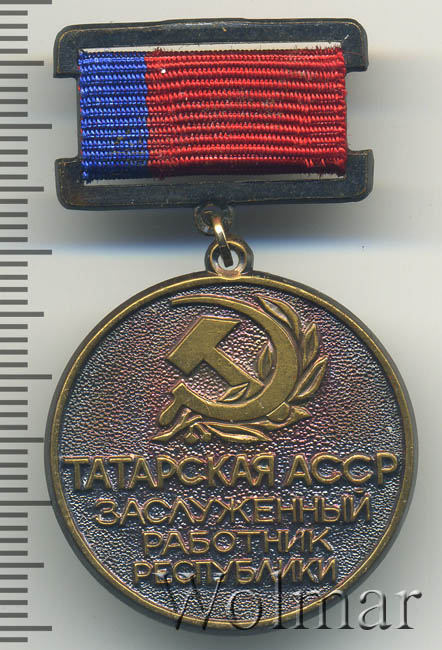 ТАТАРСКАЯ АССР
ЗАСЛУЖЕННЫЙ
РАБОТНИК
РЕСПУБЛИКИ
Wolmar